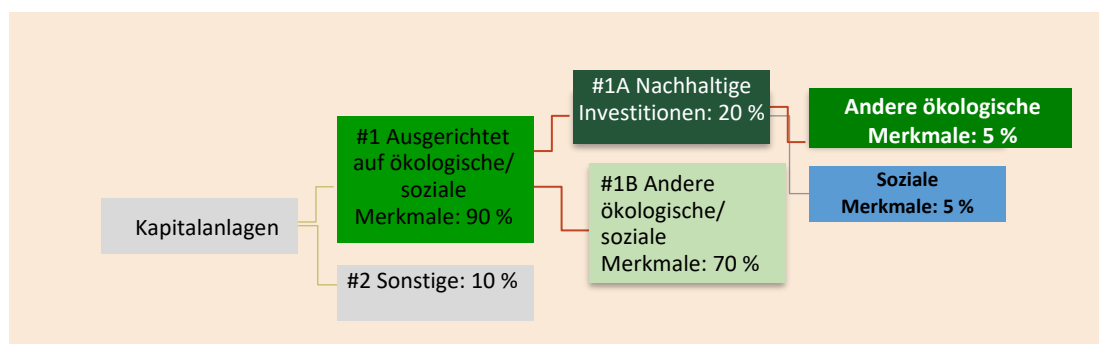 Kapitalanlagen
#1 Ausgerichtet
auf ökologische/
soziale
Merkmale: 90 %
#2 Sonstige: 10 %
#1A Nachhaltige
Investitionen: 20 %
#1B Andere
ökologische/
soziale
Merkmale: 70 %
Andere ökologische
Merkmale: 5 %
Soziale
Merkmale: 5 %